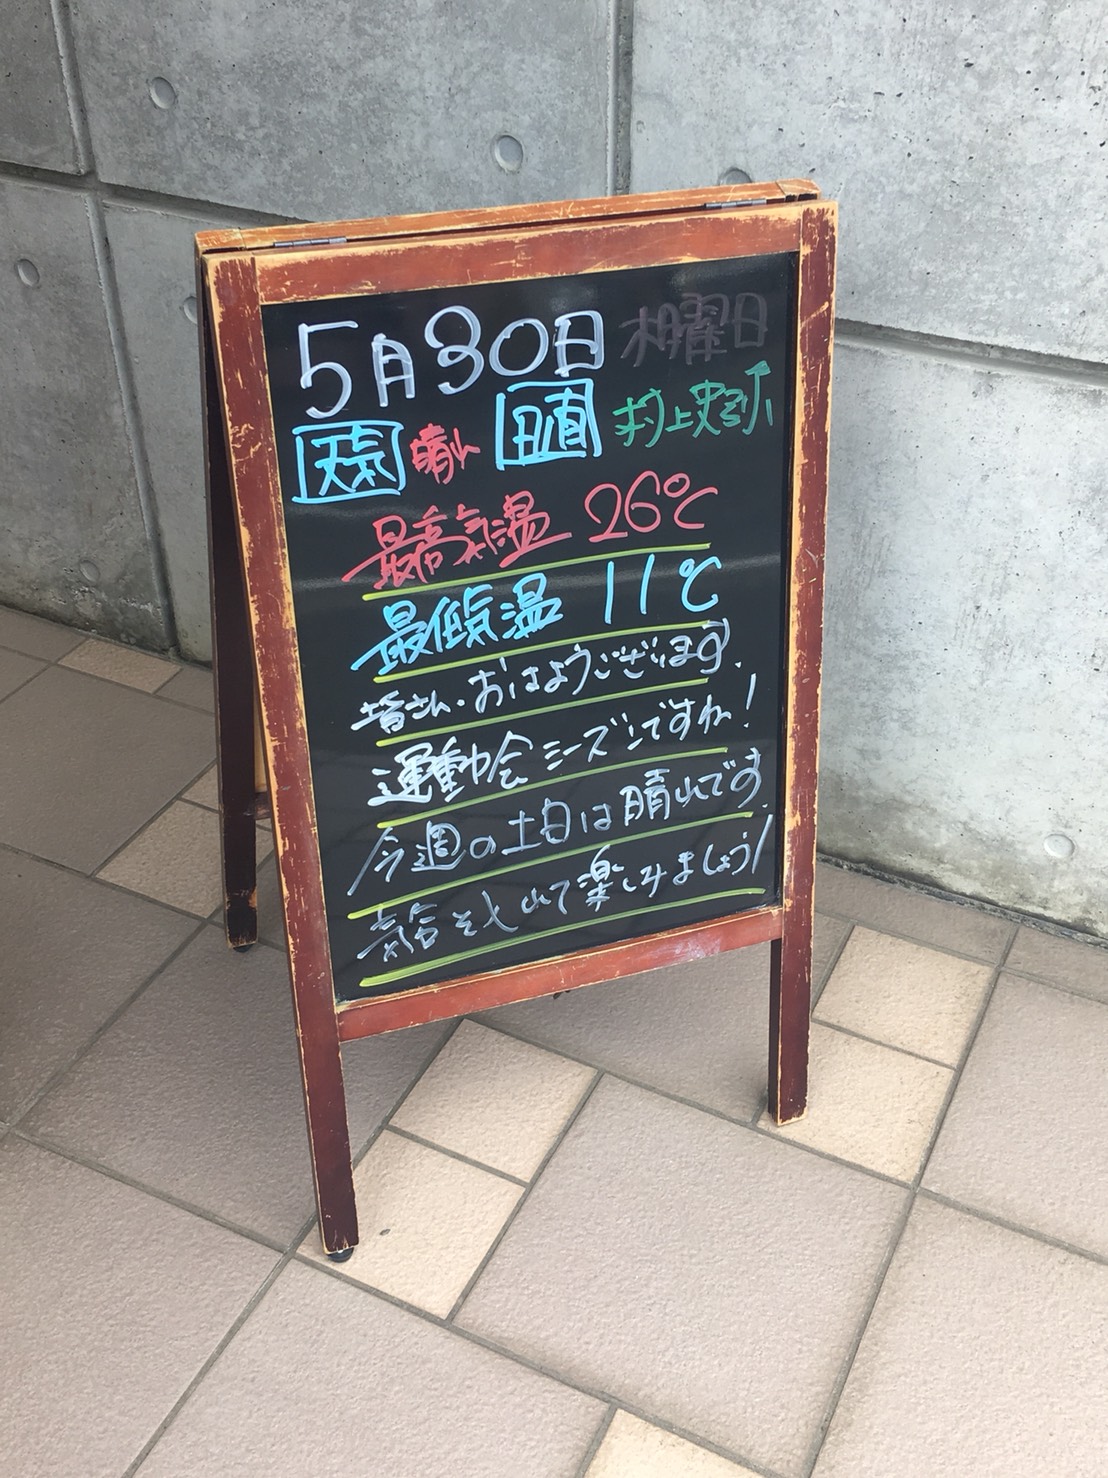 5月30日 木曜日
天気 晴れ 日直 村上
最高気温 26℃
最低気温 11℃
皆さん。おはようございます。
運動会シーズンですね!
今週の土日は晴れです。
気合を入れて楽しみましょう!